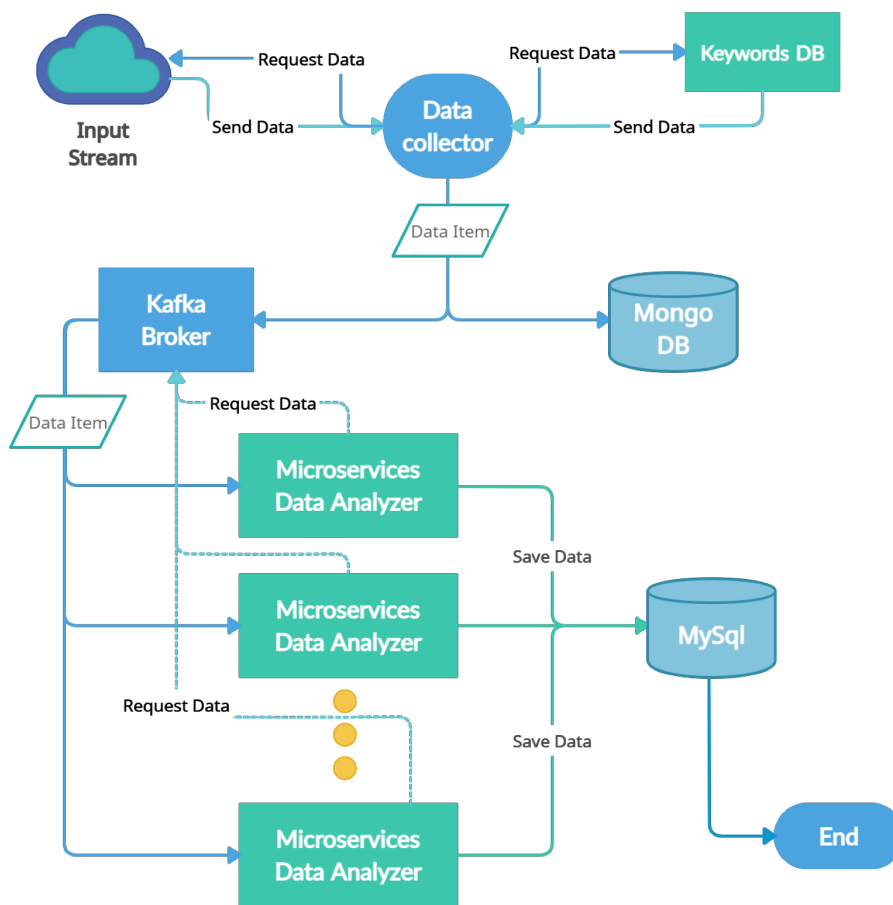 Request Data
Request Data
Keywords DB
Input
Stream
Send Data
Data
collector
Send Data
Data Item
Kafka
Broker
Mongo
DB
Data Item
Request Data
Microservices
Data Analyzer
Save Data
Microservices
Data Analyzer
MySql
Request Data
Save Data
Microservices
Data Analyzer
End